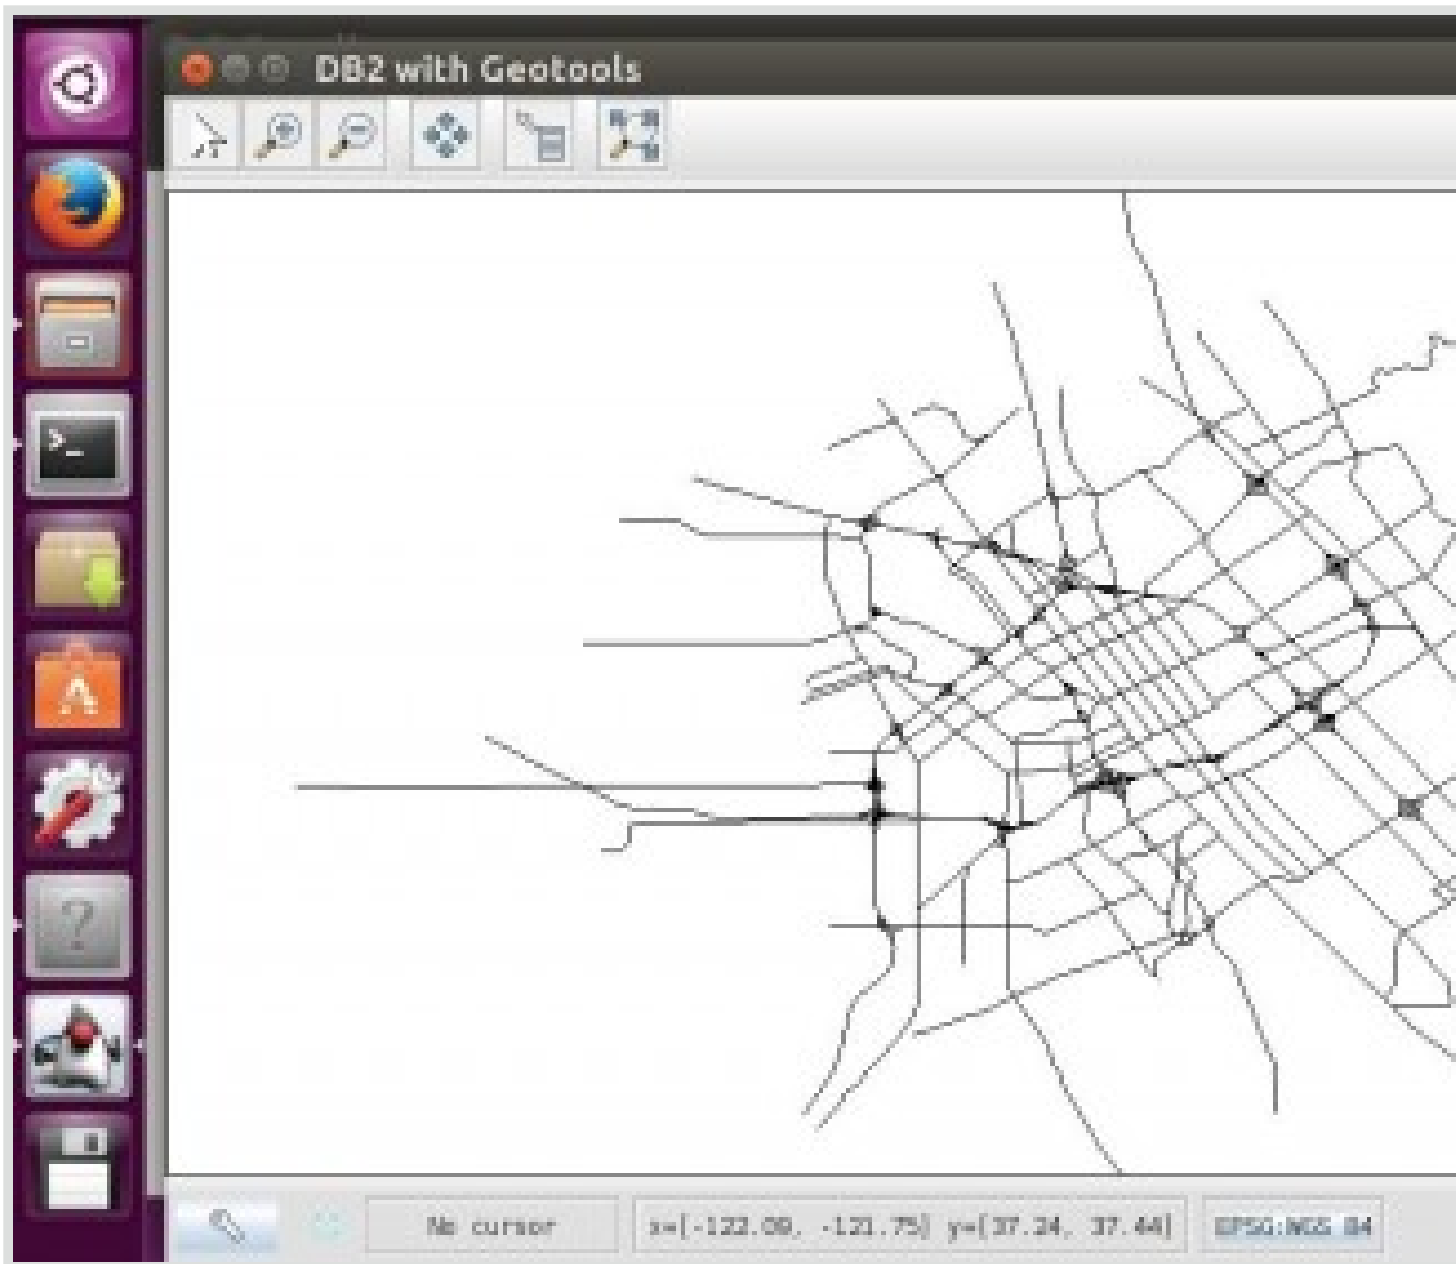 DB2 with Geotools
>_
A
?
No cursor
x=[-122.09, -121.75] y=[37.24, 37.44]
EPSG:WGS 84